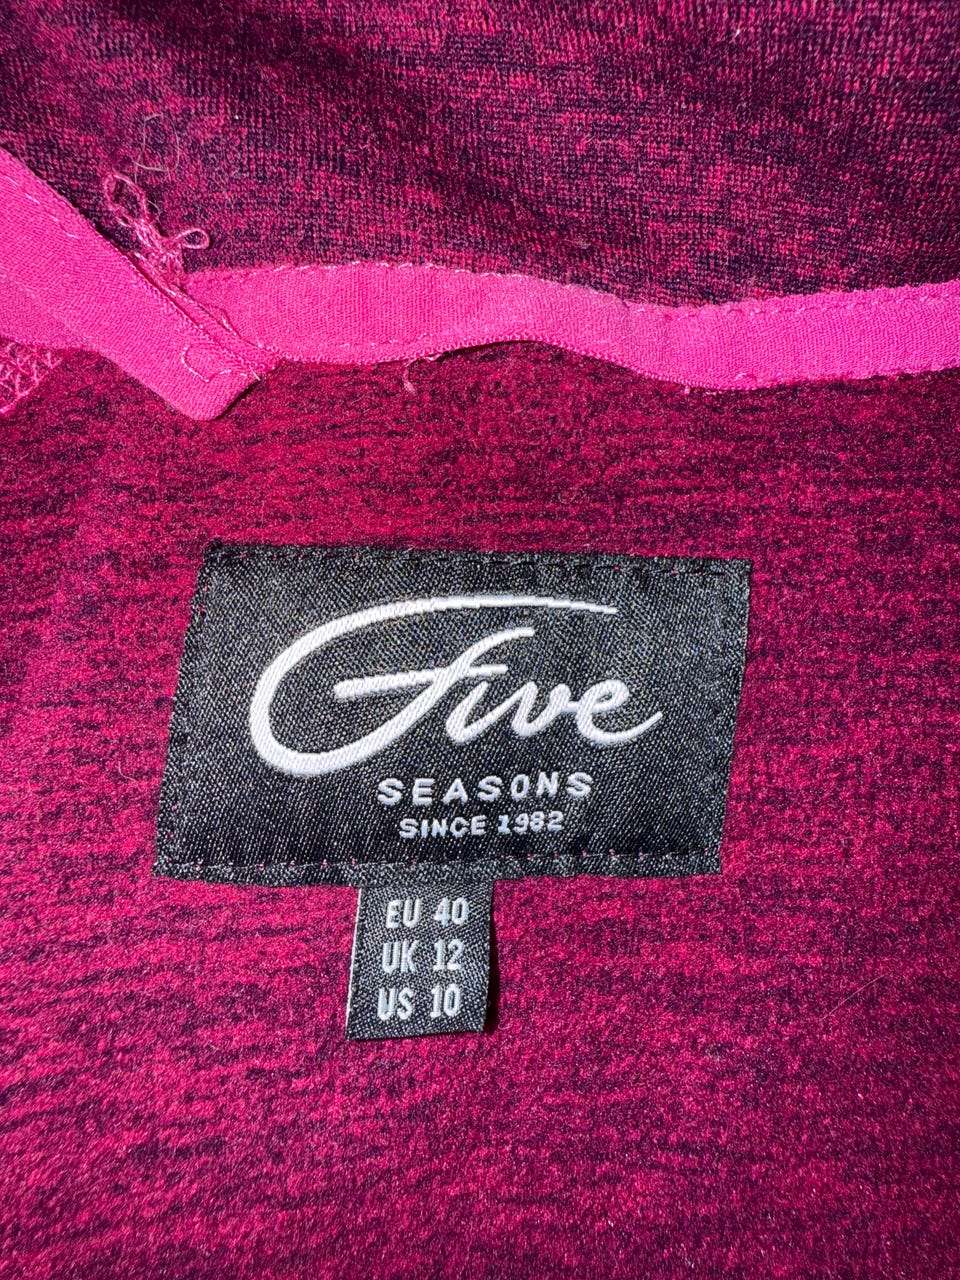 Five
SEASONS
SINCE 1982
EU 40
UK 12
US 10